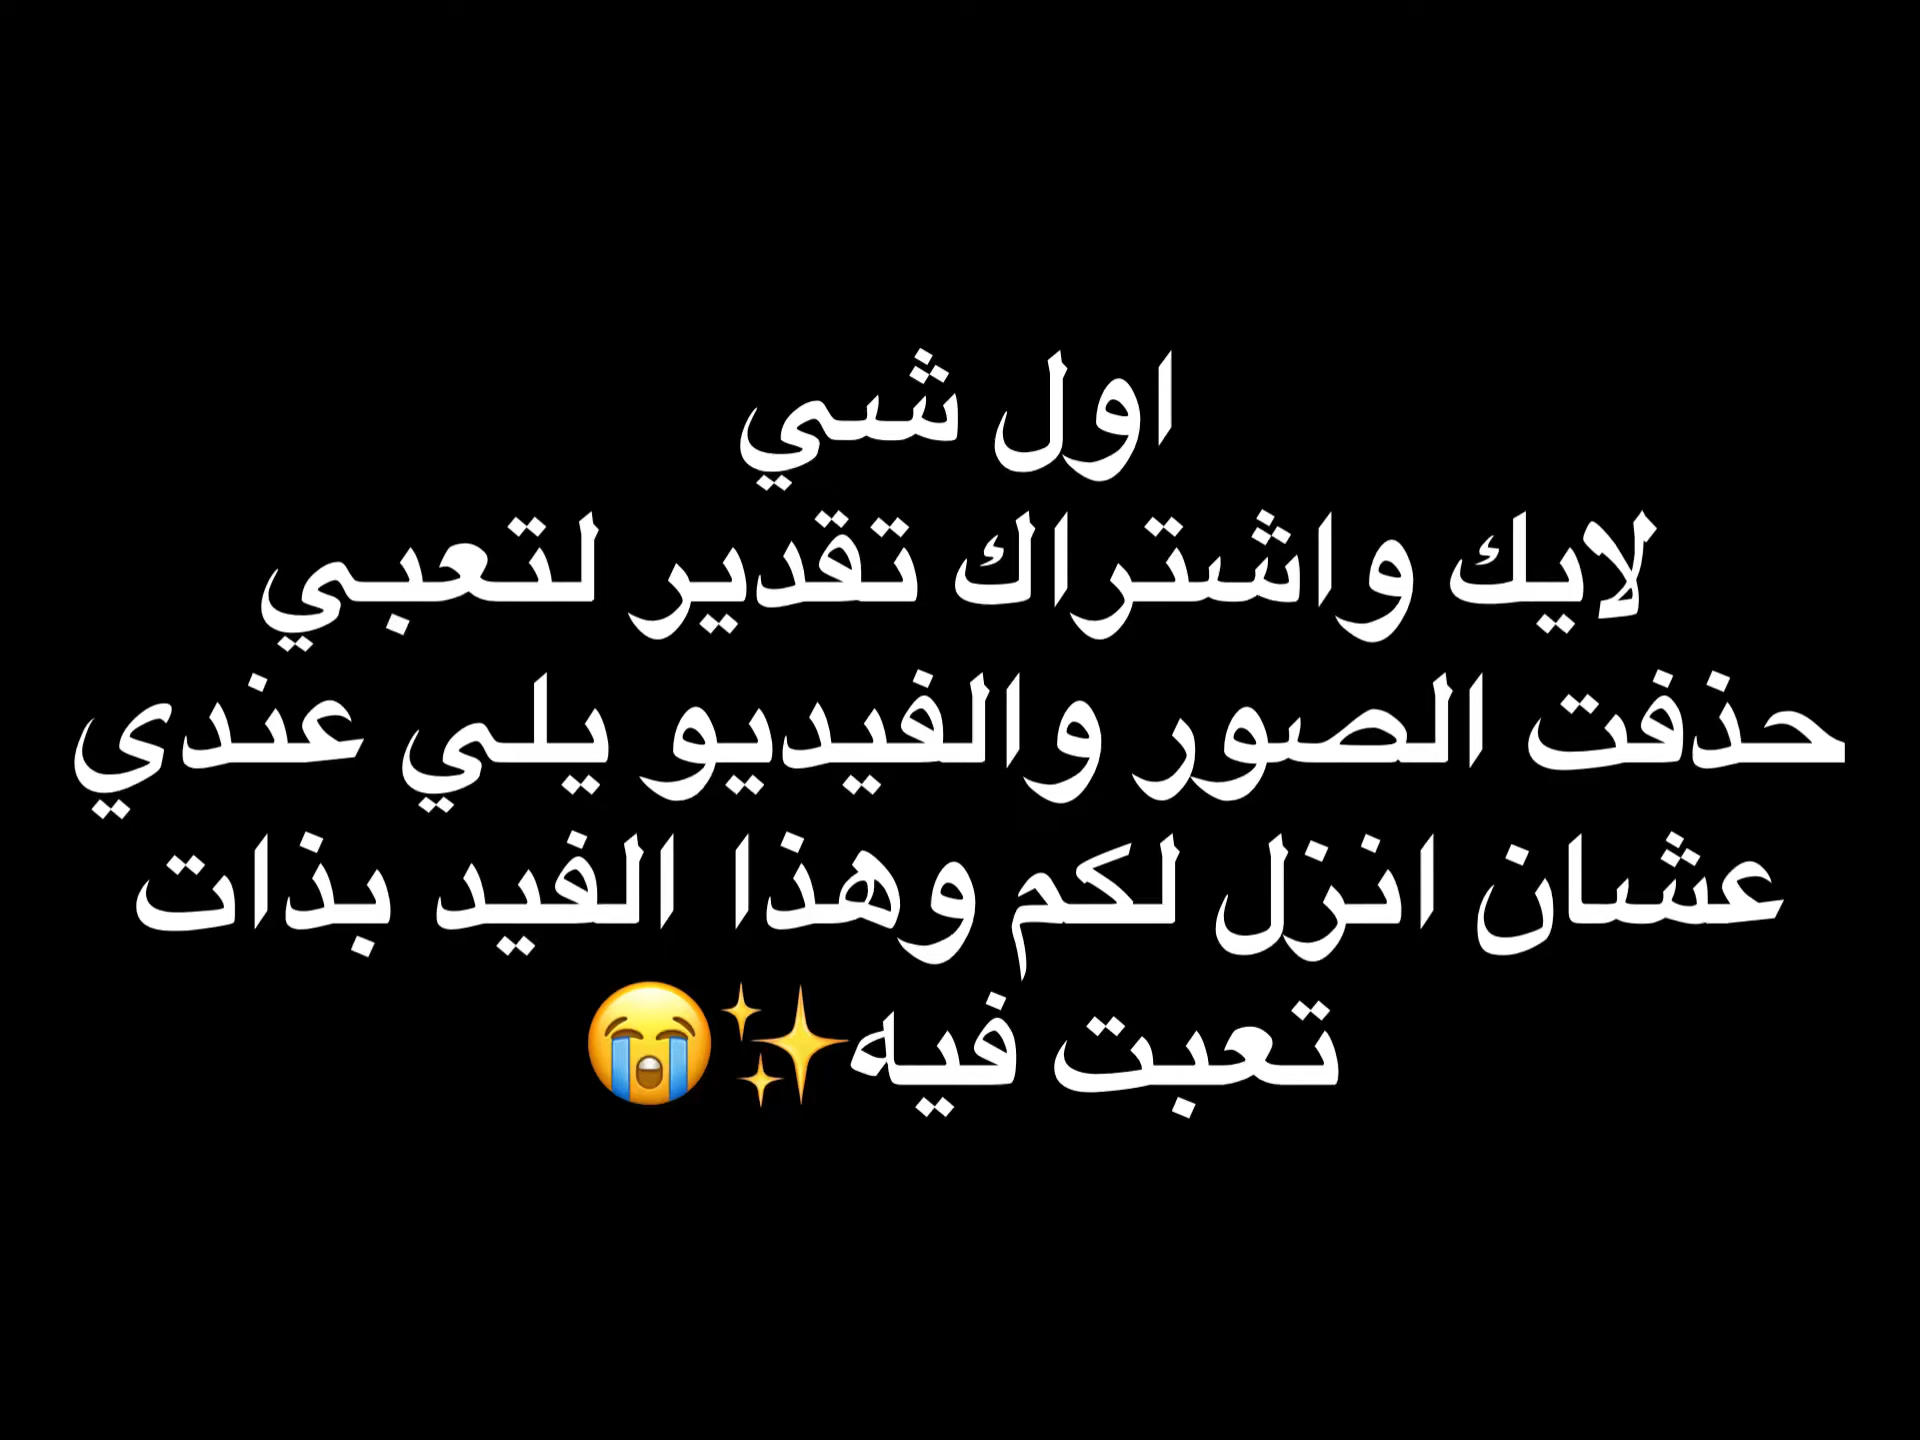 اول شي
لايك واشتراك تقدير لتعبي
حذفت الصور والفيديو يلي عندي
عشان انزل لكم وهذا الفيد بذات
تعبت فيه✨😭